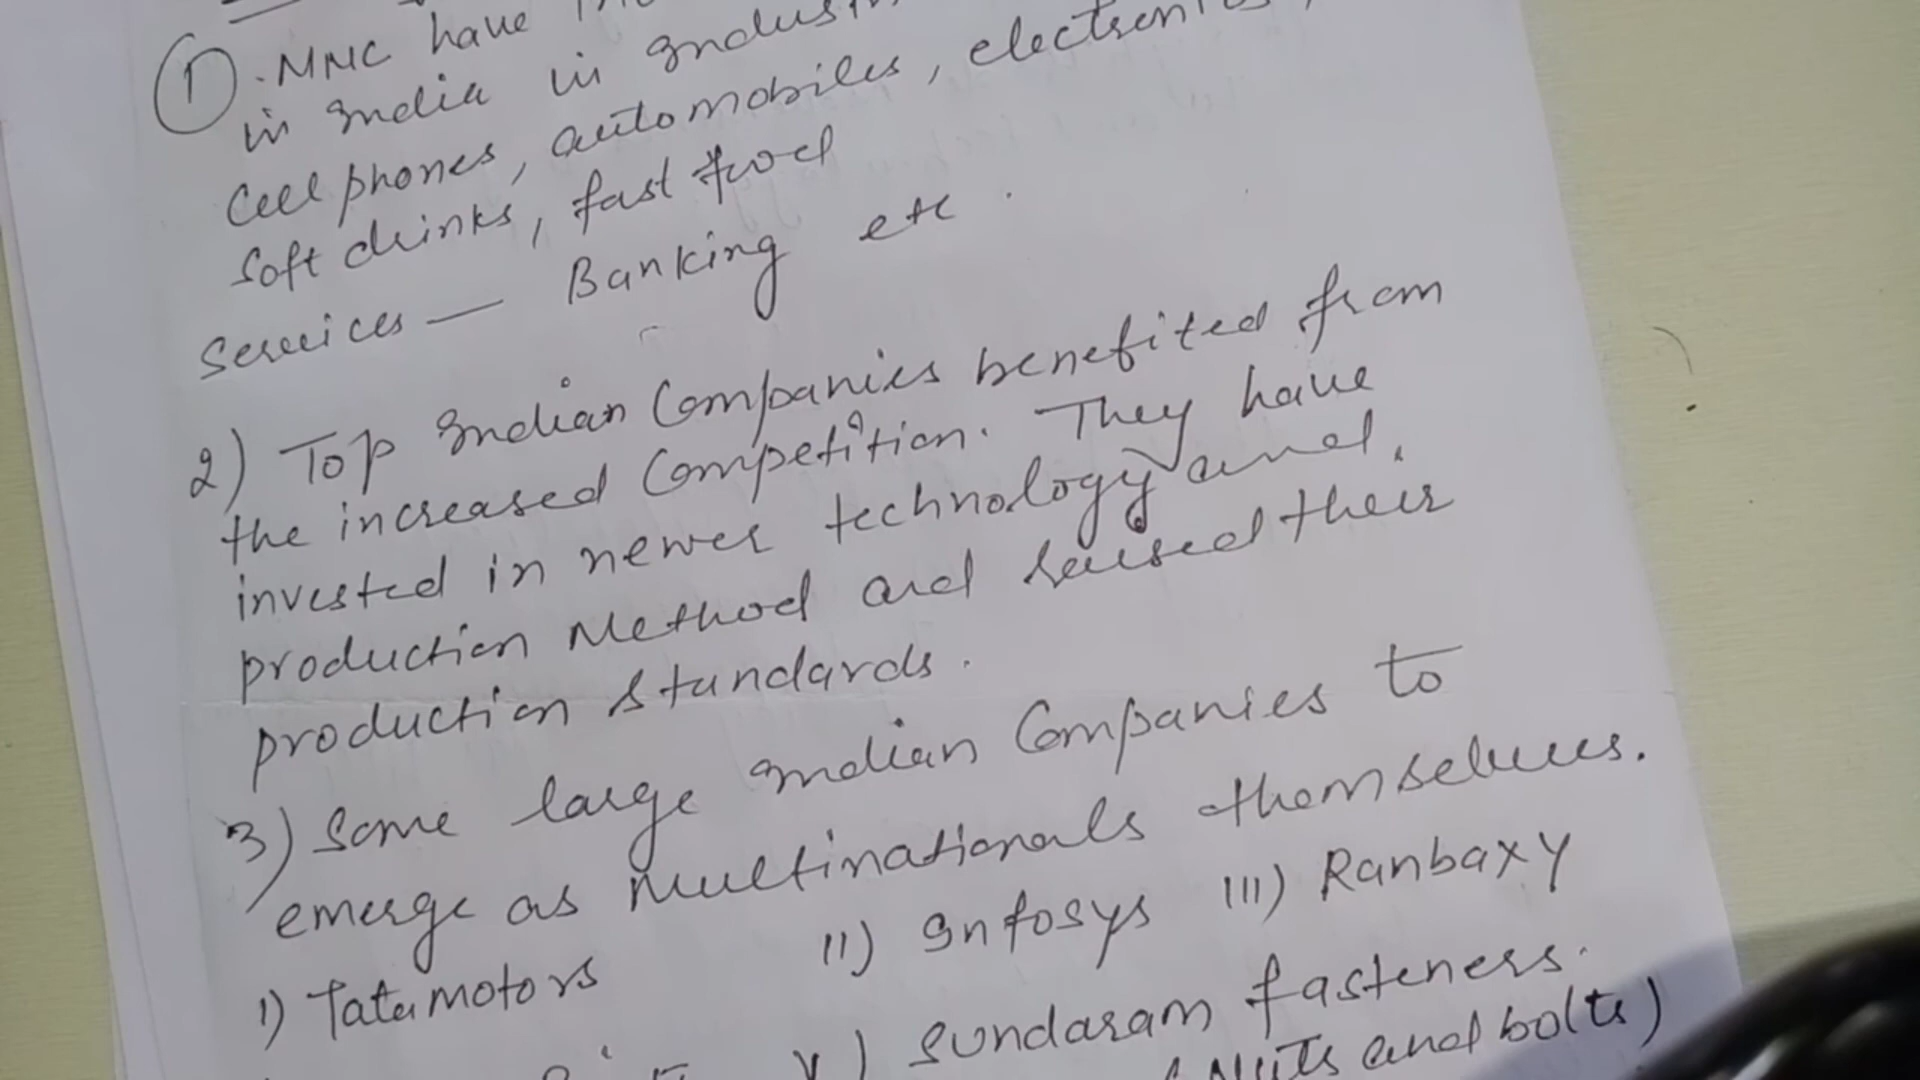 1. MNC have
in India in Indus
Cell phones, automobiles, electroni
Soft drinks, fast food
Services — Banking etc.
2) Top Indian Companies benefited from
the increased Competition. They have
invested in newer technology and
production Method and raised their
production standards.
3) Some large Indian Companies to
emerge as Multinationals themselves.
1) Tata motors II) Infosys III) Ranbaxy
V) Sundaram fasteners.
(Nuts and bolts)